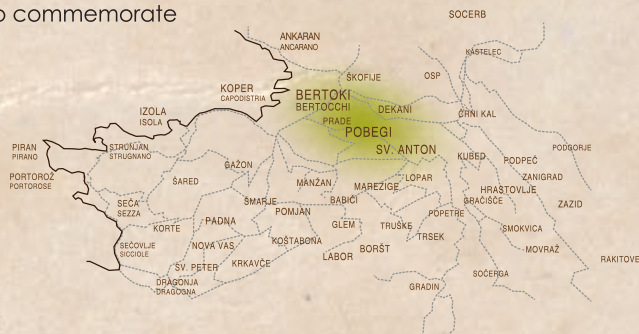 o commemorate
SOCERB
ANKARAN
ANCARANO
KASTELEC
ŠKOFIJE
OSP
KOPER
CAPODISTRIA
BERTOKI
BERTOCCHI
DEKANI
IZOLA
ISOLA
ČRNI KAL
PRADE
POBEGI
PIRAN
PIRANO
STRUNJAN
STRUGNANO
SV. ANTON
PODGORJE
KUBED
PODPEČ
GAŽON
PORTOROŽ
PORTOROSE
ŠARED
MANŽAN
MAREZIGE
LOPAR
ZANIGRAD
HRASTOVLJE
GRAČIŠČE
SEČA
SEZZA
ŠMARJE
BABIČI
ZAZID
POMJAN
POPETRE
PADNA
KORTE
GLEM
TRUŠKE
SMOKVICA
TRSEK
SEČOVLJE
SICCIOLE
NOVA VAS
KOŠTABONA
BORŠT
MOVRAŽ
LABOR
RAKITOVE
SV. PETER
KRKAVČE
SOČERGA
DRAGONJA
DRAGOGNA
GRADIN